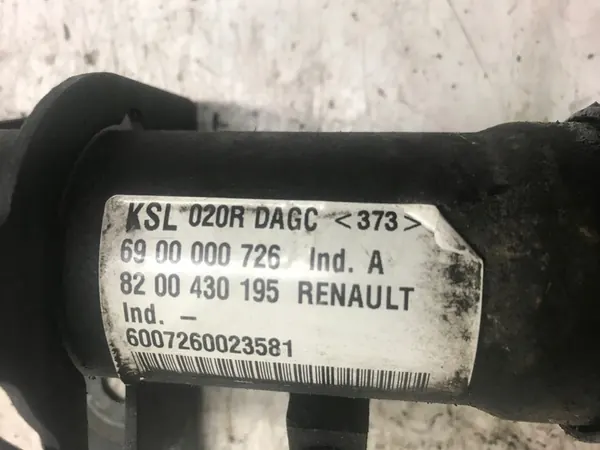 KSL 020R DAGC <373>
69 00 000 726 Ind. A
82 00 430 195 RENAULT
Ind. -
6007260023581